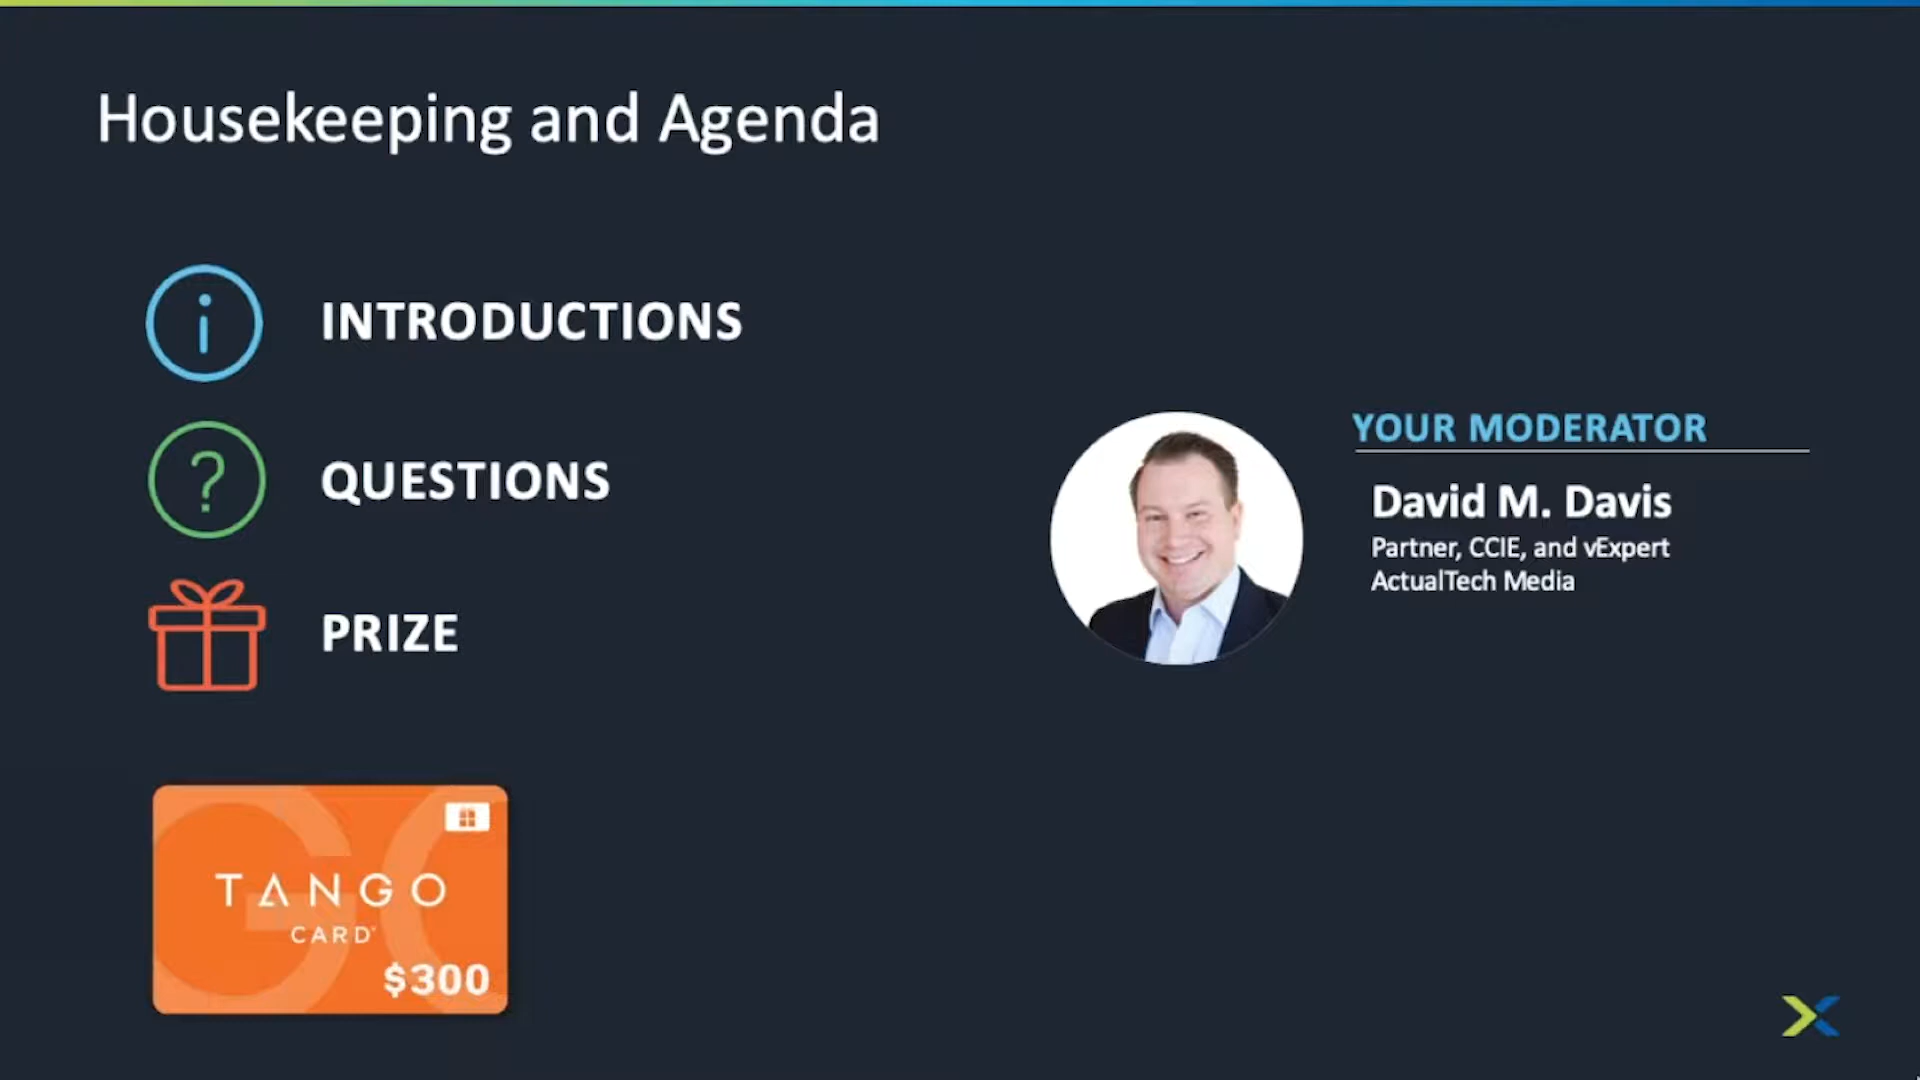 Housekeeping and Agenda
INTRODUCTIONS
QUESTIONS
PRIZE
TANGO
CARD
$300
YOUR MODERATOR
David M. Davis
Partner, CCIE, and vExpert
ActualTech Media